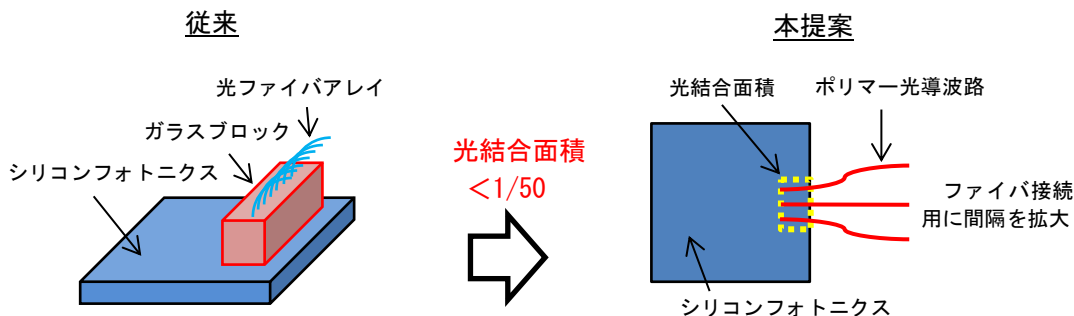 従来
光ファイバアレイ
ガラスブロック
シリコンフォトニクス
光結合面積
<1/50
本提案
光結合面積
ポリマー光導波路
ファイバ接続
用に間隔を拡大
シリコンフォトニクス